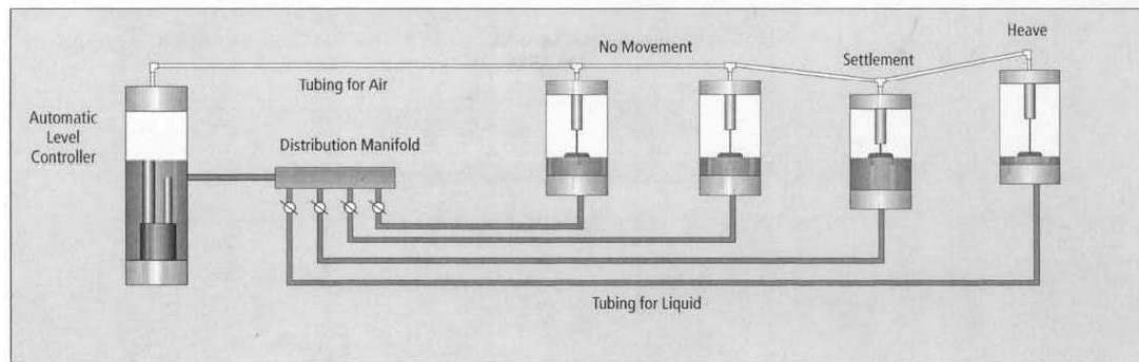 Heave
No Movement
Settlement
Tubing for Air
Automatic
Level
Controller
Distribution Manifold
Tubing for Liquid